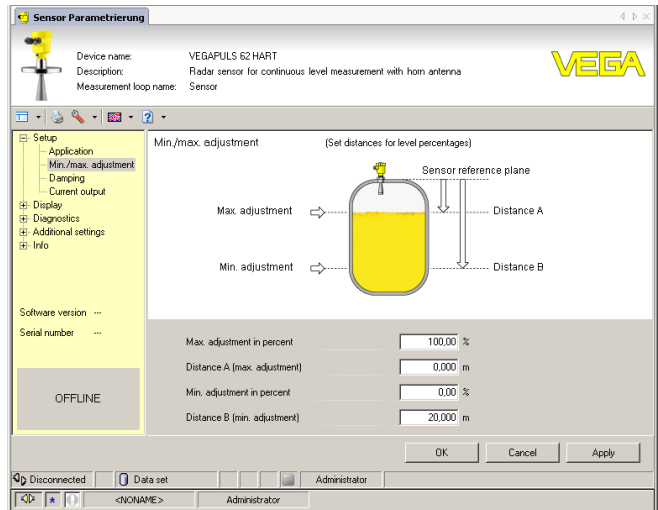 Sensor Parametrierung
Device name: VEGAPULS 62 HART
Description: Radar sensor for continuous level measurement with horn antenna
Measurement loop name: Sensor
VEGA
Setup
Application
Min./max. adjustment
Damping
Current output
Display
Diagnostics
Additional settings
Info
Software version ---
Serial number ---
OFFLINE
Min./max. adjustment (Set distances for level percentages)
Sensor reference plane
Max. adjustment
Distance A
Min. adjustment
Distance B
Max. adjustment in percent 100,00 %
Distance A (max. adjustment) 0,000 m
Min. adjustment in percent 0,00 %
Distance B (min. adjustment) 20,000 m
OK Cancel Apply
Disconnected Data set Administrator
<NONAME> Administrator